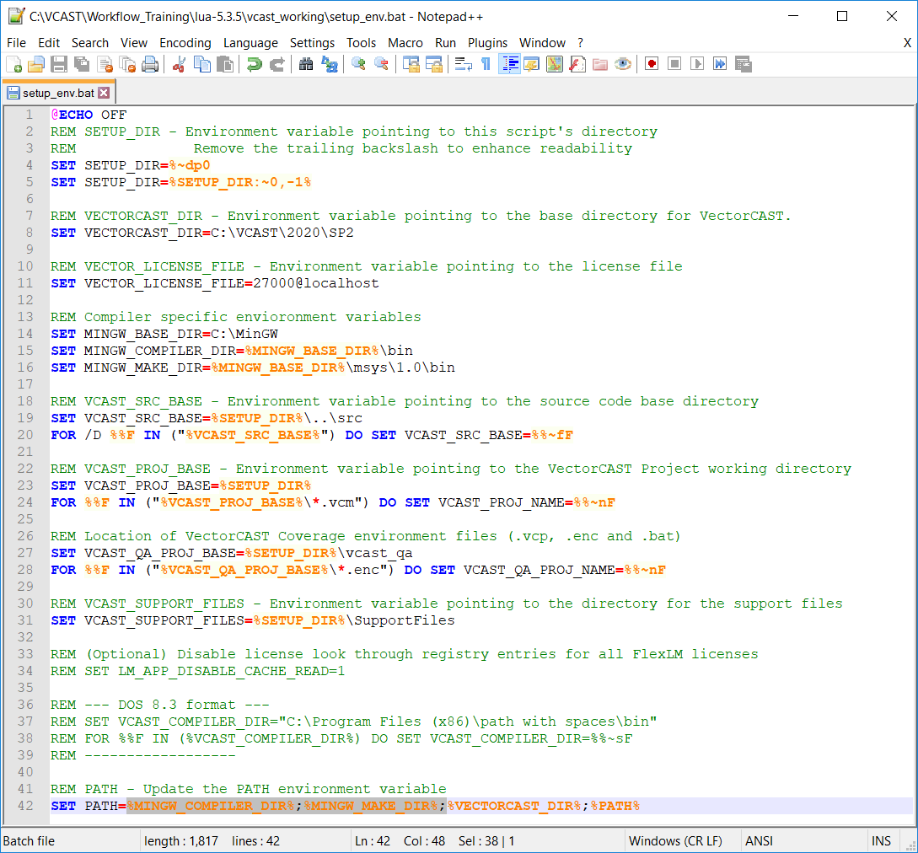 C:\VCAST\Workflow_Training\lua-5.3.5\vcast_working\setup_env.bat - Notepad++
File Edit Search View Encoding Language Settings Tools Macro Run Plugins Window ? X
setup_env.bat
1 @ECHO OFF
2 REM SETUP_DIR - Environment variable pointing to this script's directory
3 REM Remove the trailing backslash to enhance readability
4 SET SETUP_DIR=%~dp0
5 SET SETUP_DIR=%SETUP_DIR:~0,-1%
6
7 REM VECTORCAST_DIR - Environment variable pointing to the base directory for VectorCAST.
8 SET VECTORCAST_DIR=C:\VCAST\2020\SP2
9
10 REM VECTOR_LICENSE_FILE - Environment variable pointing to the license file
11 SET VECTOR_LICENSE_FILE=27000@localhost
12
13 REM Compiler specific envioronment variables
14 SET MINGW_BASE_DIR=C:\MinGW
15 SET MINGW_COMPILER_DIR=%MINGW_BASE_DIR%\bin
16 SET MINGW_MAKE_DIR=%MINGW_BASE_DIR%\msys\1.0\bin
17
18 REM VCAST_SRC_BASE - Environment variable pointing to the source code base directory
19 SET VCAST_SRC_BASE=%SETUP_DIR%\..\src
20 FOR /D %%F IN ("%VCAST_SRC_BASE%") DO SET VCAST_SRC_BASE=%%~fF
21
22 REM VCAST_PROJ_BASE - Environment variable pointing to the VectorCAST Project working directory
23 SET VCAST_PROJ_BASE=%SETUP_DIR%
24 FOR %%F IN ("%VCAST_PROJ_BASE%\*.vcm") DO SET VCAST_PROJ_NAME=%%~nF
25
26 REM Location of VectorCAST Coverage environment files (.vcp, .enc and .bat)
27 SET VCAST_QA_PROJ_BASE=%SETUP_DIR%\vcast_qa
28 FOR %%F IN ("%VCAST_QA_PROJ_BASE%\*.enc") DO SET VCAST_QA_PROJ_NAME=%%~nF
29
30 REM VCAST_SUPPORT_FILES - Environment variable pointing to the directory for the support files
31 SET VCAST_SUPPORT_FILES=%SETUP_DIR%\SupportFiles
32
33 REM (Optional) Disable license look through registry entries for all FlexLM licenses
34 REM SET LM_APP_DISABLE_CACHE_READ=1
35
36 REM --- DOS 8.3 format ---
37 REM SET VCAST_COMPILER_DIR="C:\Program Files (x86)\path with spaces\bin"
38 REM FOR %%F IN (%VCAST_COMPILER_DIR%) DO SET VCAST_COMPILER_DIR=%%~sF
39 REM ------------------
40
41 REM PATH - Update the PATH environment variable
42 SET PATH=%MINGW_COMPILER_DIR%;%MINGW_MAKE_DIR%;%VECTORCAST_DIR%;%PATH%
Batch file length : 1,817 lines : 42 Ln : 42 Col : 48 Sel : 38 | 1 Windows (CR LF) ANSI INS